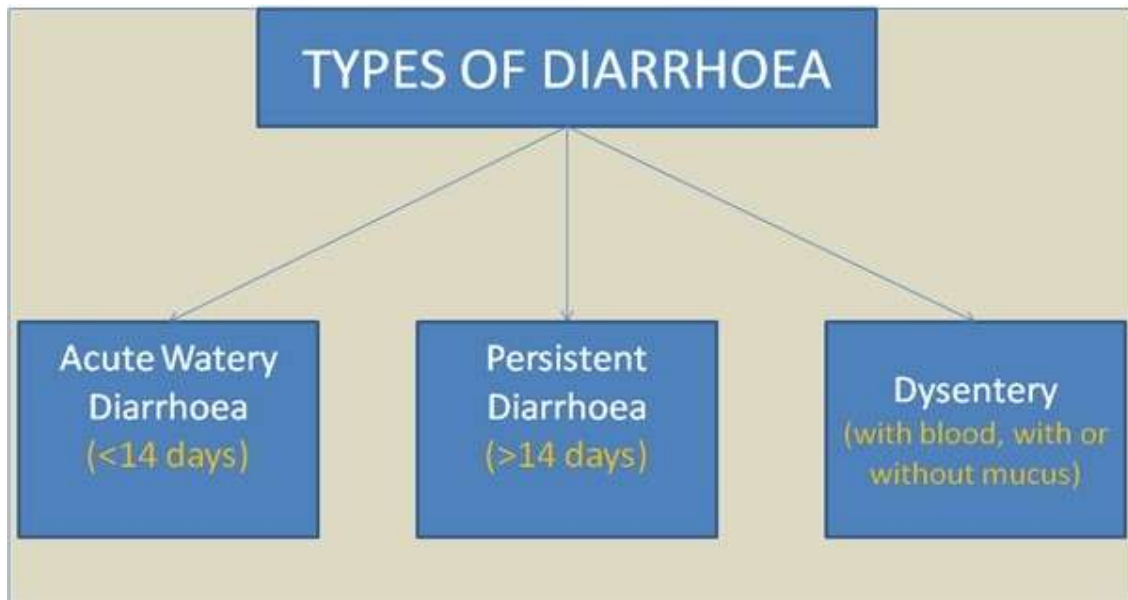 TYPES OF DIARRHOEA
Acute Watery
Diarrhoea
(<14 days)
Persistent
Diarrhoea
(>14 days)
Dysentery
(with blood, with or
without mucus)